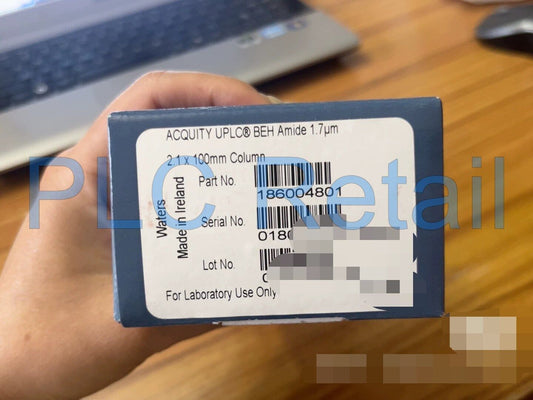 ACQUITY UPLC® BEH Amide 1.7µm
2.1 x 100mm Column
Part No.
186004801
Serial No.
018
Lot No.
For Laboratory Use Only
Waters
Made in Ireland
PLC Retail